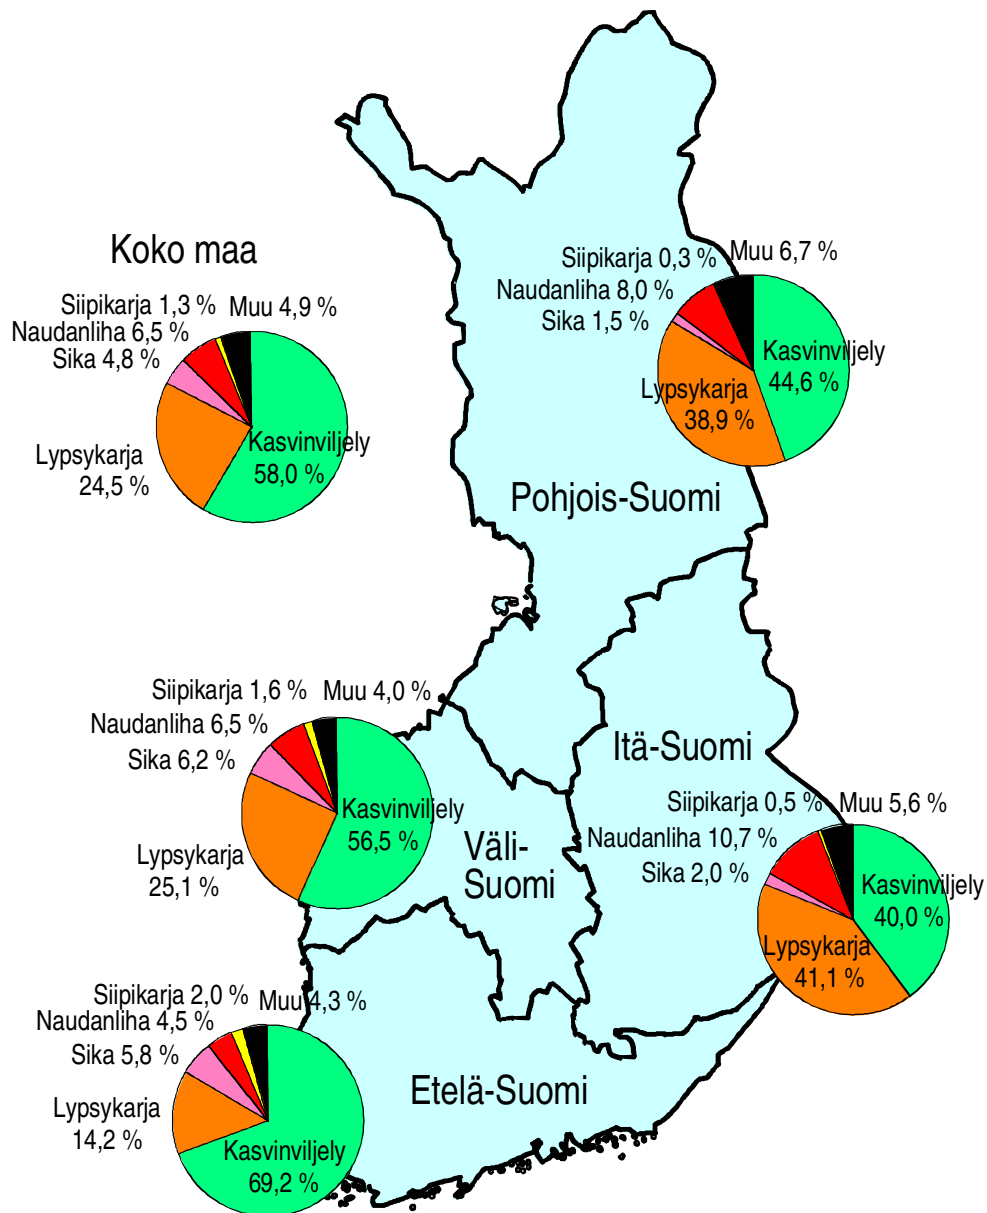 Koko maa
Siipikarja 1,3 %
Muu 4,9 %
Naudanliha 6,5 %
Sika 4,8 %
Lypsykarja
24,5 %
Kasvinviljely
58,0 %
Siipikarja 0,3 %
Muu 6,7 %
Naudanliha 8,0 %
Sika 1,5 %
Kasvinviljely
44,6 %
Lypsykarja
38,9 %
Pohjois-Suomi
Siipikarja 1,6 %
Muu 4,0 %
Naudanliha 6,5 %
Sika 6,2 %
Kasvinviljely
56,5 %
Lypsykarja
25,1 %
Väli-
Suomi
Itä-Suomi
Siipikarja 0,5 %
Muu 5,6 %
Naudanliha 10,7 %
Sika 2,0 %
Kasvinviljely
40,0 %
Lypsykarja
41,1 %
Siipikarja 2,0 %
Muu 4,3 %
Naudanliha 4,5 %
Sika 5,8 %
Lypsykarja
14,2 %
Kasvinviljely
69,2 %
Etelä-Suomi